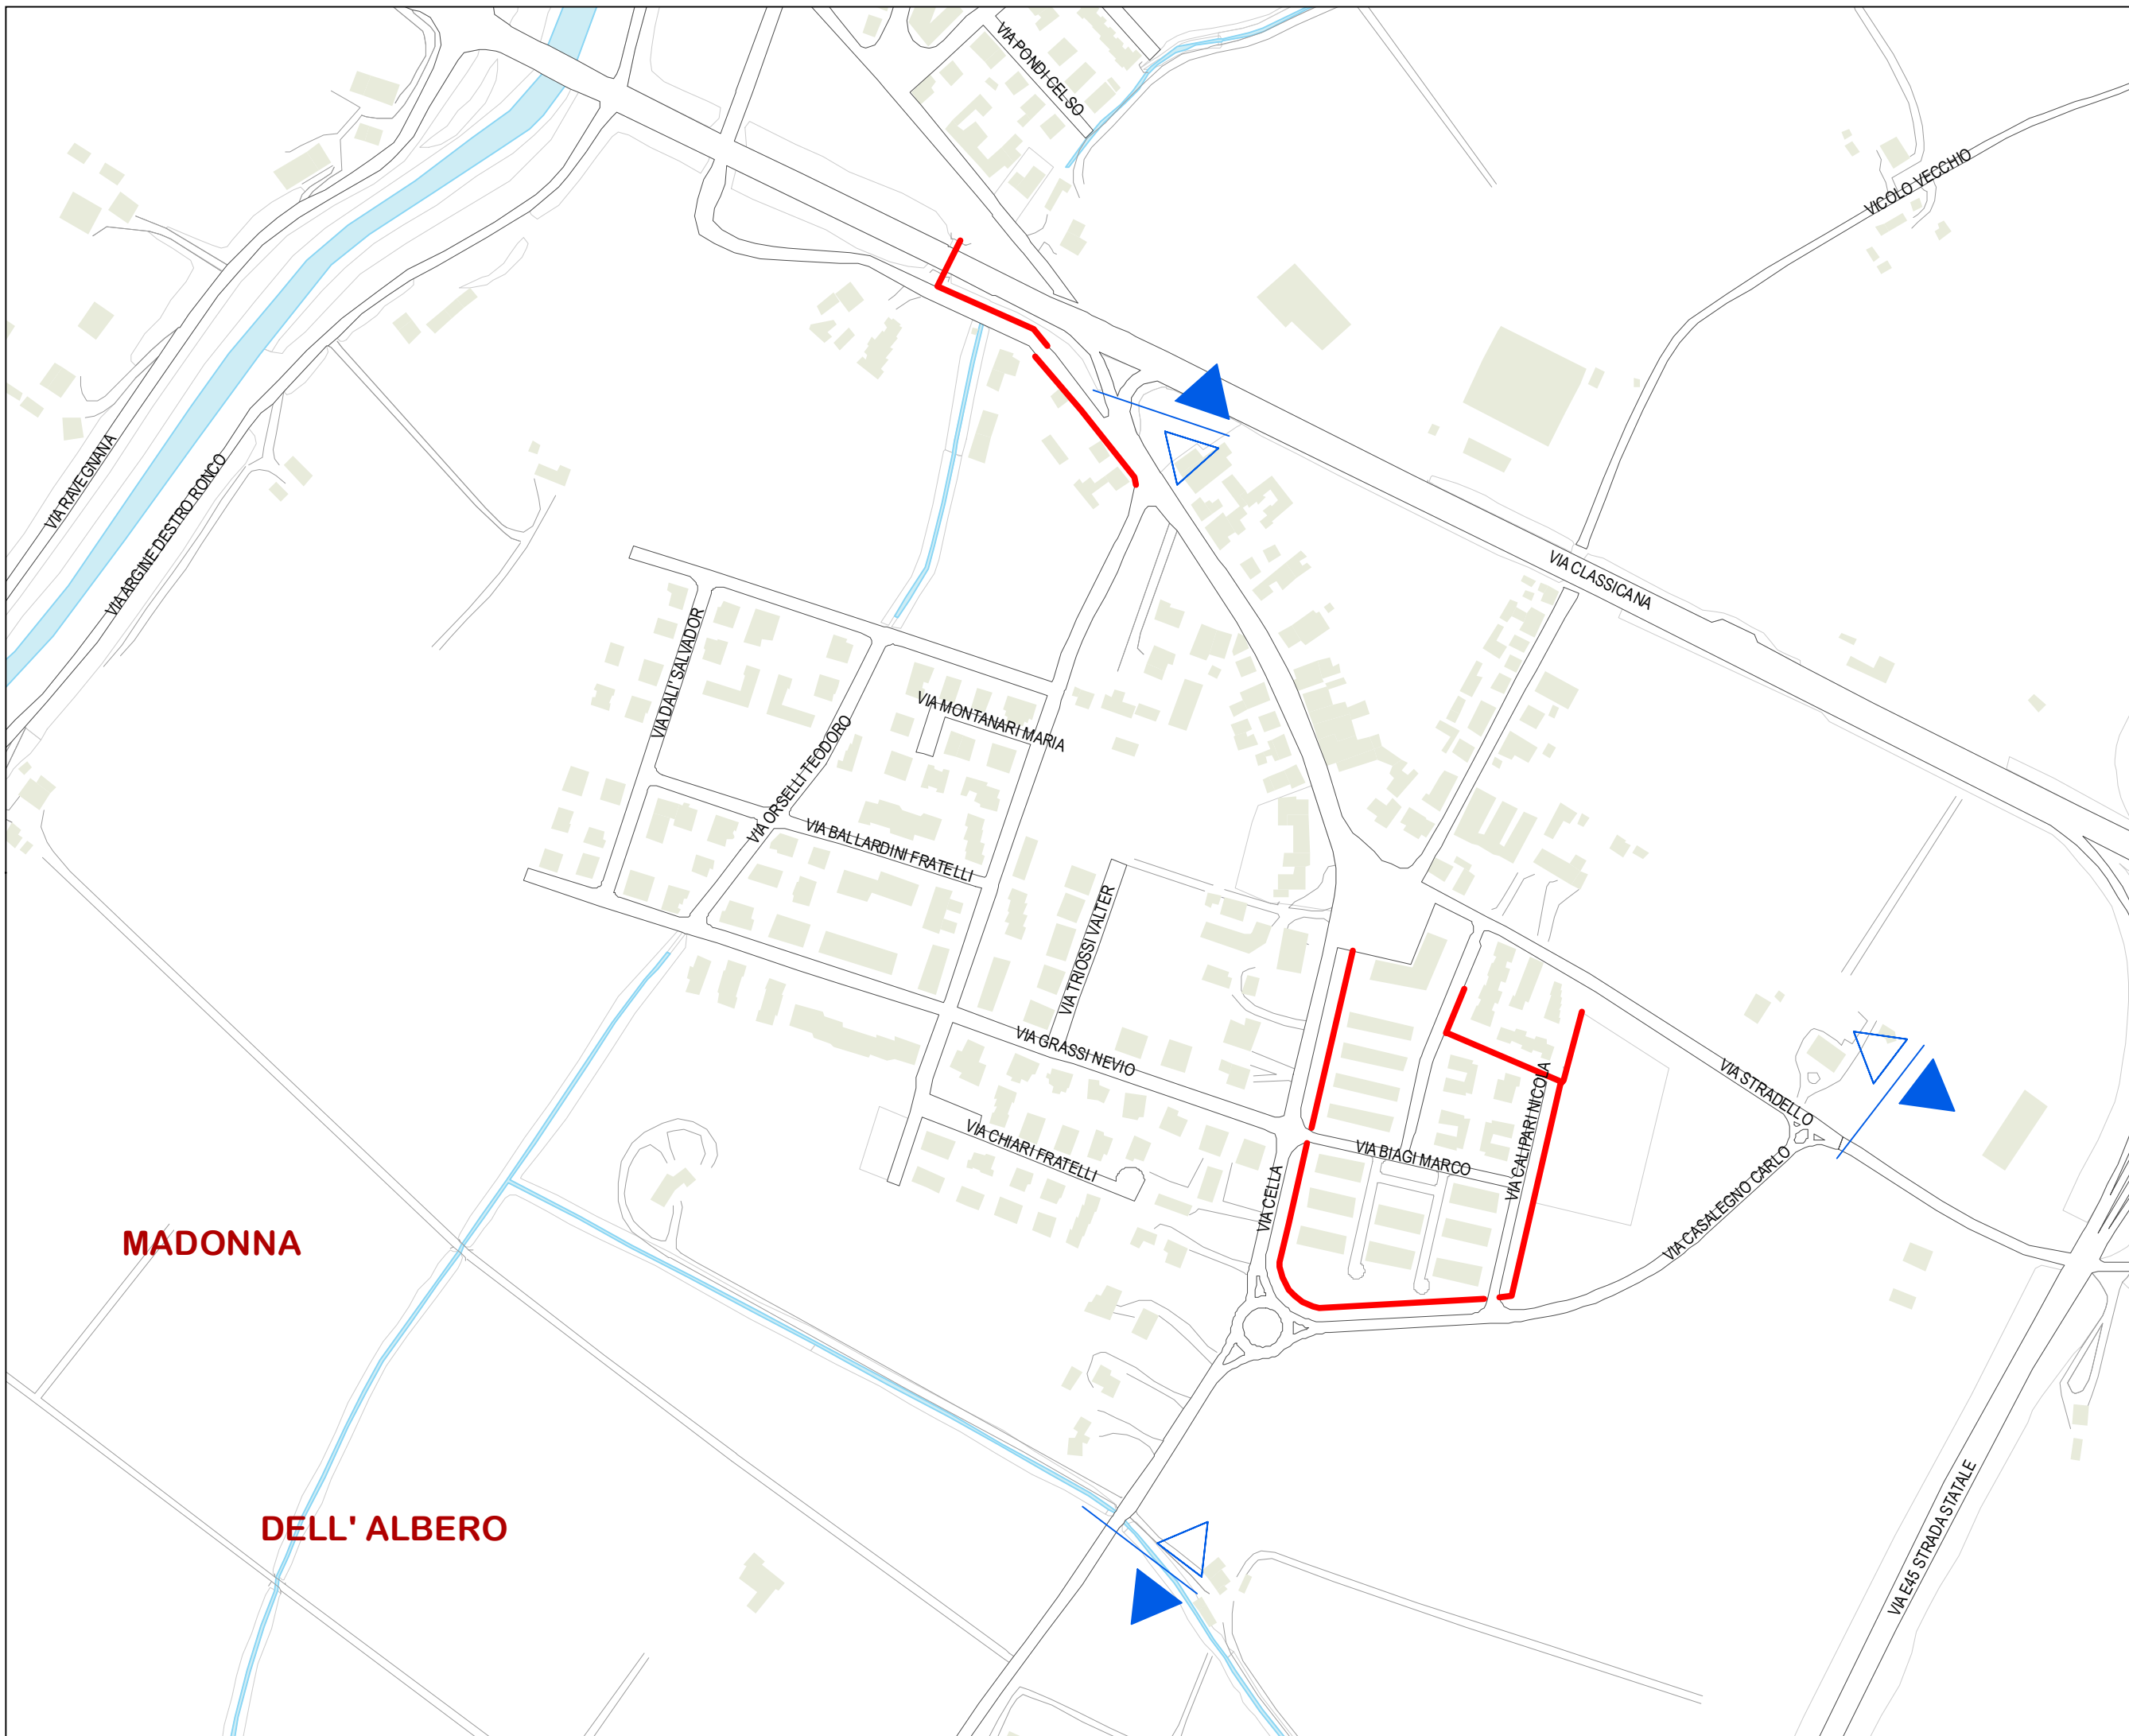 VIA PONDI CELSO
VICOLO VECCHIO
VIA RAVEGNANA
VIA ARGINE DESTRO RONCO
VIA CLASSICANA
VIA DALI' SALVADOR
VIA MONTANARI MARIA
VIA ORSELLI TEODORO
VIA BALLARDINI FRATELLI
VIA TRIOSSI VALTER
VIA GRASSI NEVIO
VIA STRADELLO
VIA CALIPARI NICOLA
VIA CHIARI FRATELLI
VIA BIAGI MARCO
VIA CELLA
VIA CASALEGNO CARLO
MADONNA
DELL' ALBERO
VIA E45 STRADA STATALE